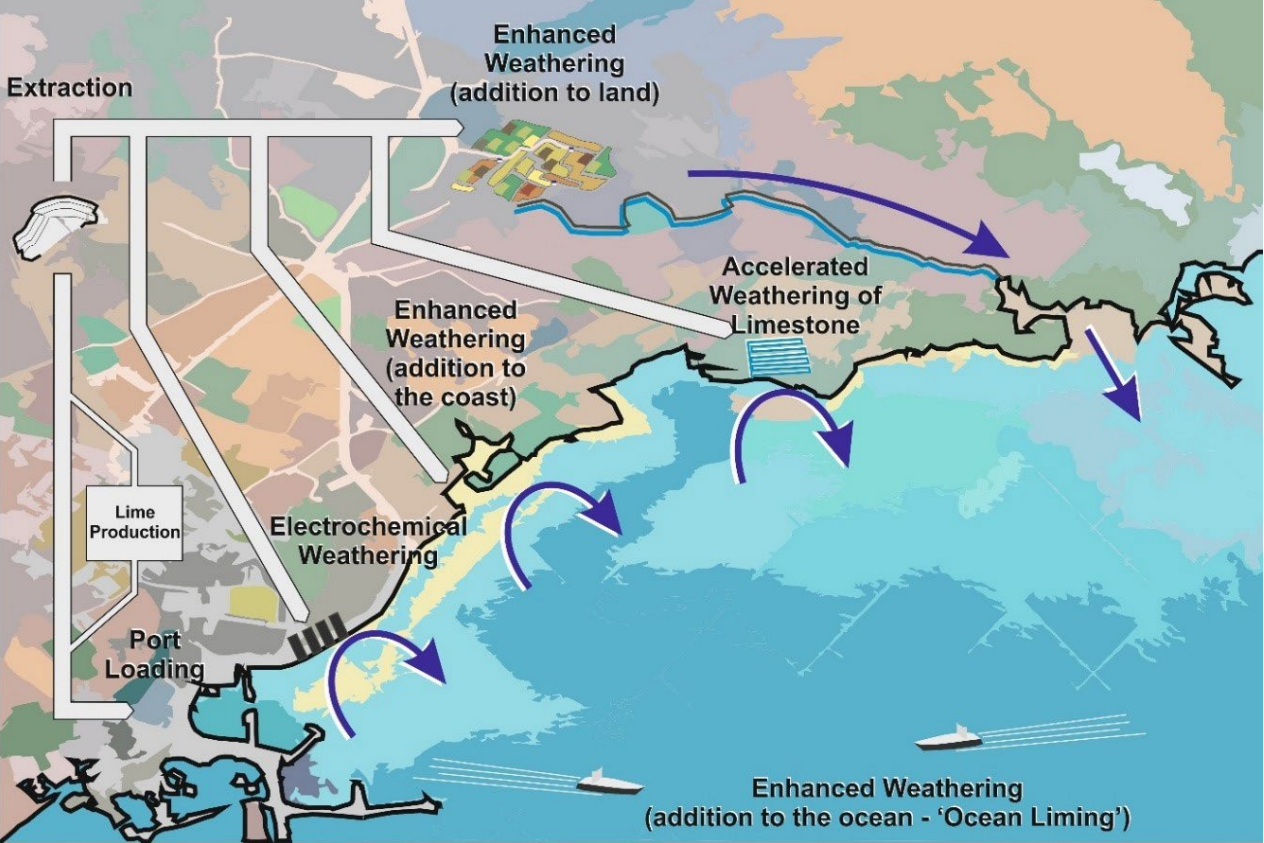 Enhanced
Weathering
(addition to land)
Extraction
Accelerated
Weathering of
Limestone
Enhanced
Weathering
(addition to
the coast)
Lime
Production
Electrochemical
Weathering
Port
Loading
Enhanced Weathering
(addition to the ocean - ‘Ocean Liming’)